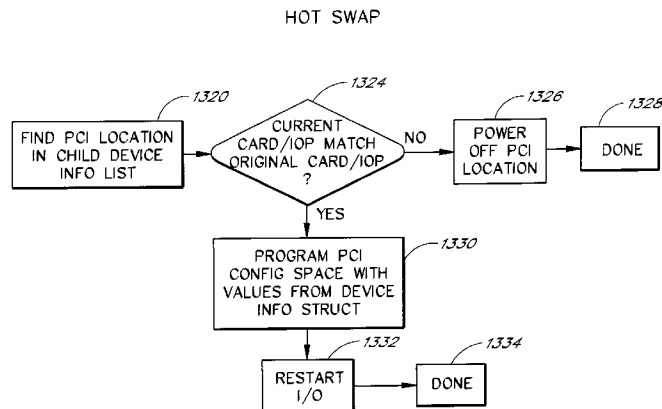 HOT SWAP
1320
FIND PCI LOCATION
IN CHILD DEVICE
INFO LIST
1324
CURRENT
CARD/IOP MATCH
ORIGINAL CARD/IOP
?
NO
1326
POWER
OFF PCI
LOCATION
1328
DONE
YES
1330
PROGRAM PCI
CONFIG SPACE WITH
VALUES FROM DEVICE
INFO STRUCT
1332
RESTART
I/O
1334
DONE